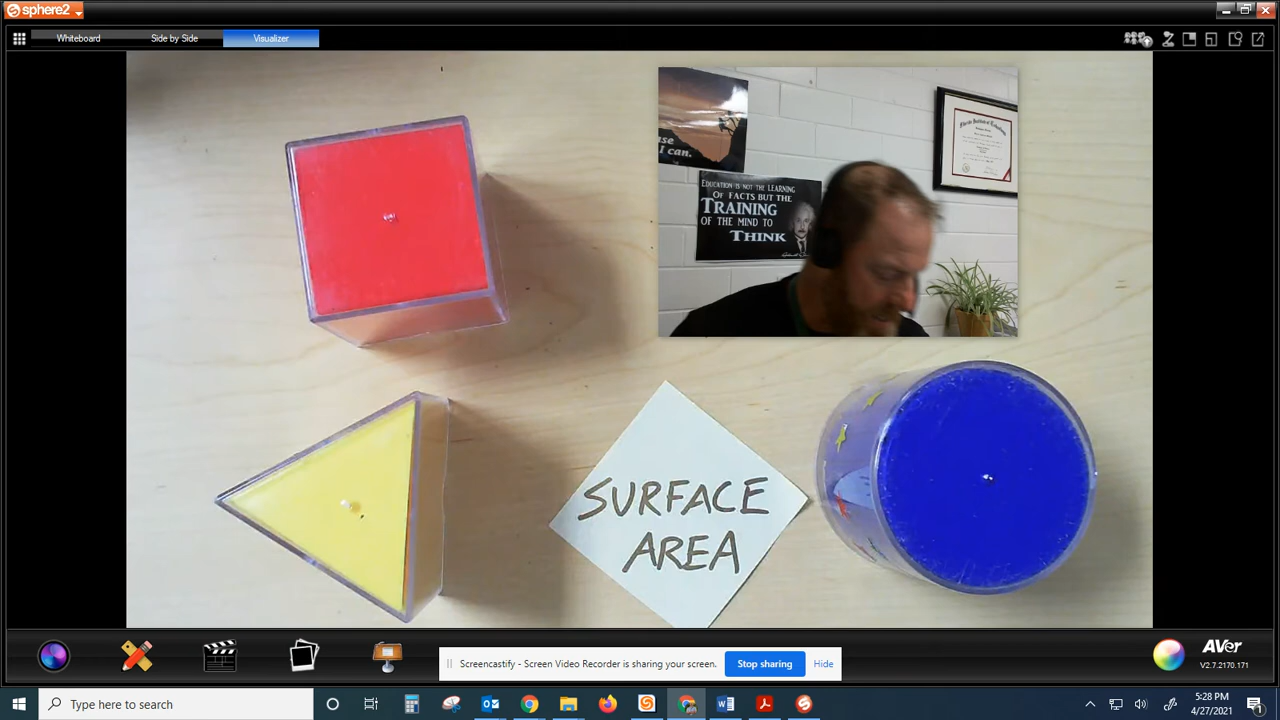 sphere2
Whiteboard
Side by Side
Visualizer
I can.
EDUCATION IS NOT THE LEARNING
OF FACTS BUT THE
TRAINING
OF THE MIND TO
THINK
SURFACE
AREA
AVer
V2.7.2170.171
Screencastify - Screen Video Recorder is sharing your screen.
Stop sharing
Hide
Type here to search
5:28 PM
4/27/2021